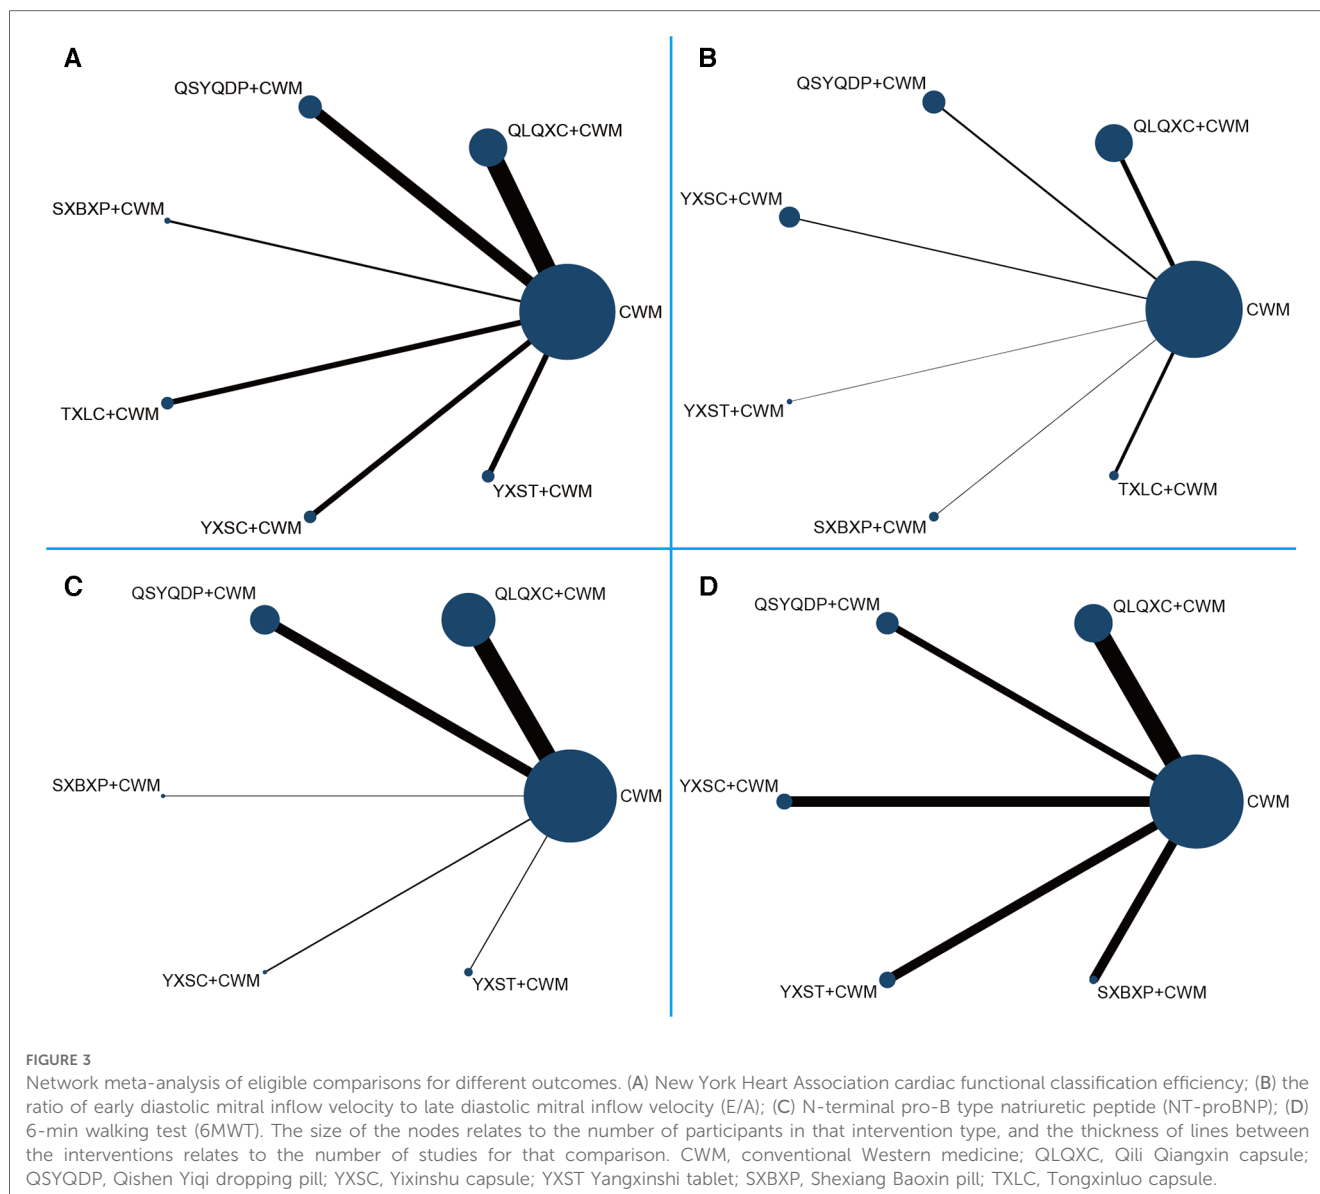 A
QSYQDP+CWM
QLQXC+CWM
SXBXP+CWM
CWM
TXLC+CWM
YXST+CWM
YXSC+CWM
B
QSYQDP+CWM
QLQXC+CWM
YXSC+CWM
CWM
YXST+CWM
TXLC+CWM
SXBXP+CWM
C
QSYQDP+CWM
QLQXC+CWM
SXBXP+CWM
CWM
YXSC+CWM
YXST+CWM
D
QSYQDP+CWM
QLQXC+CWM
YXSC+CWM
CWM
YXST+CWM
SXBXP+CWM
FIGURE 3
Network meta-analysis of eligible comparisons for different outcomes. (A) New York Heart Association cardiac functional classification efficiency; (B) the
ratio of early diastolic mitral inflow velocity to late diastolic mitral inflow velocity (E/A); (C) N-terminal pro-B type natriuretic peptide (NT-proBNP); (D)
6-min walking test (6MWT). The size of the nodes relates to the number of participants in that intervention type, and the thickness of lines between
the interventions relates to the number of studies for that comparison. CWM, conventional Western medicine; QLQXC, Qili Qiangxin capsule;
QSYQDP, Qishen Yiqi dropping pill; YXSC, Yixinshu capsule; YXST Yangxinshi tablet; SXBXP, Shexiang Baoxin pill; TXLC, Tongxinluo capsule.